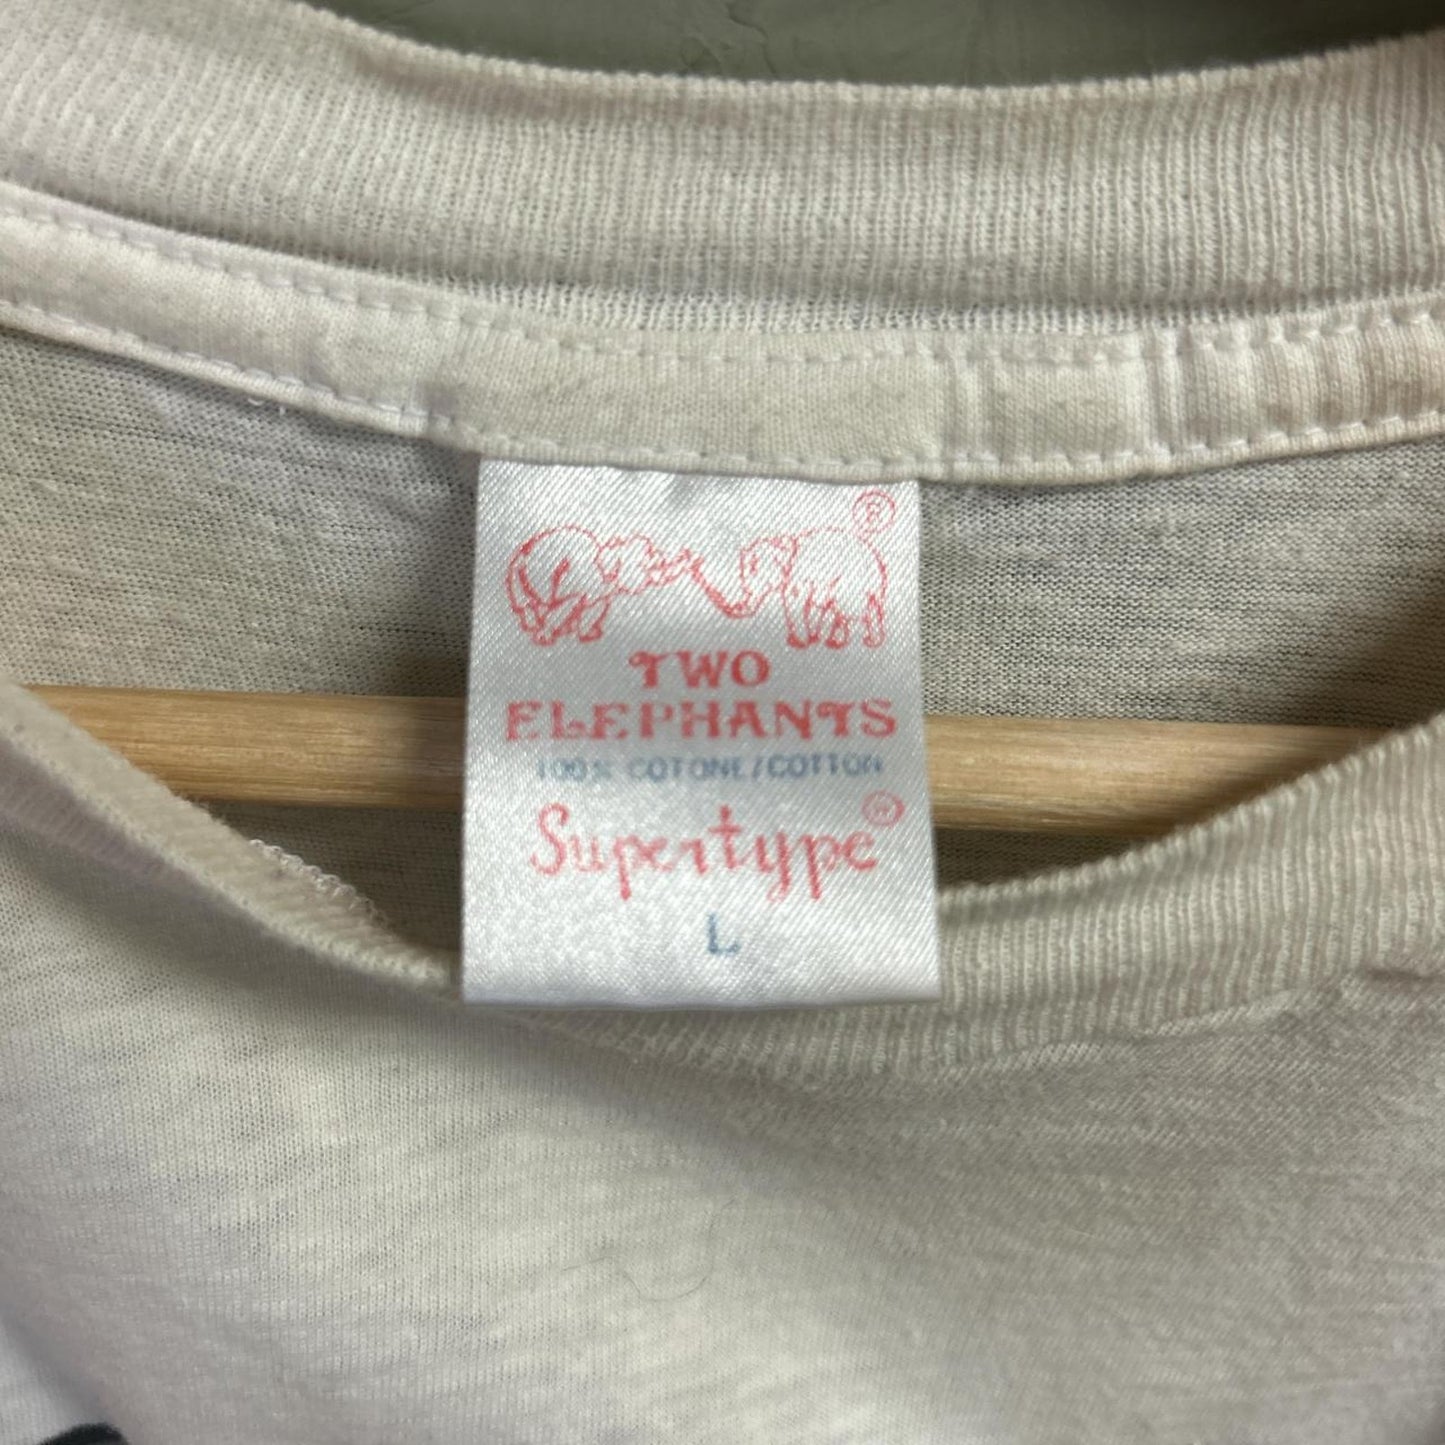 ®
TWO
ELEPHANTS
100% COTONE/COTTON
Supertype®
L